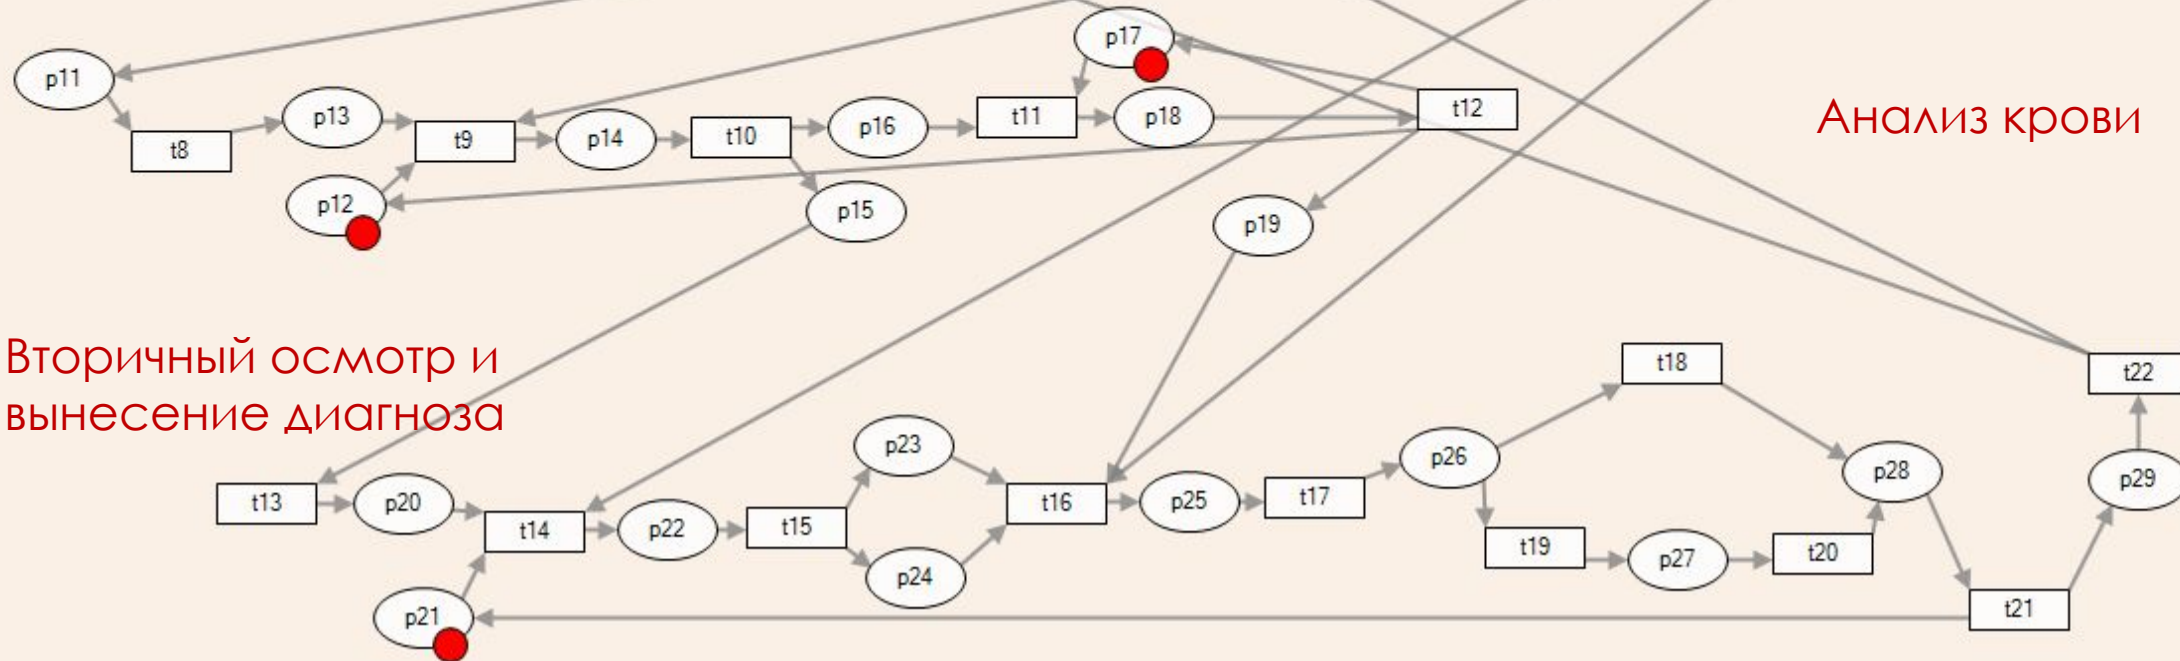 p17
p11
t12
p13
t11
p18
Анализ крови
t8
t9
p14
t10
p16
p12
p15
p19
Вторичный осмотр и
вынесение диагноза
t18
t22
p23
p26
p28
p29
t13
p20
t14
p22
t15
t16
p25
t17
p24
t19
p27
t20
p21
t21